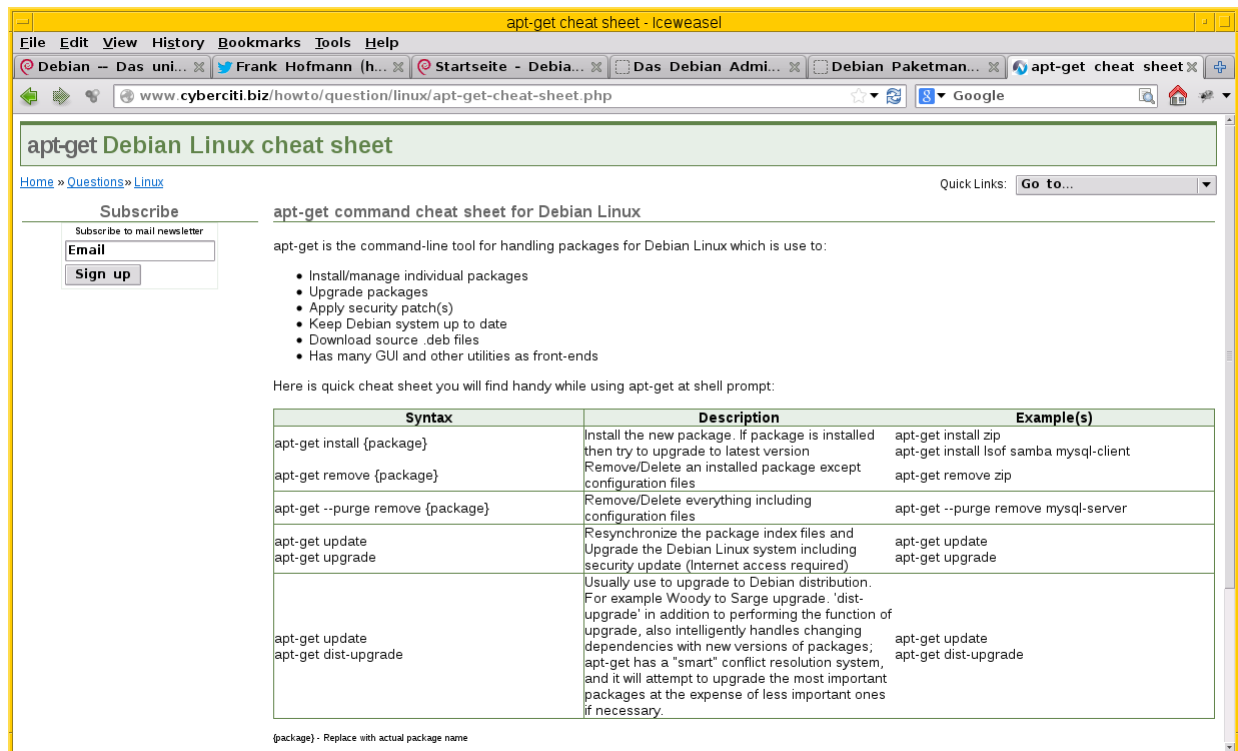 apt-get cheat sheet - Iceweasel
File Edit View History Bookmarks Tools Help
Debian -- Das uni... Frank Hofmann (h... Startseite - Debia... Das Debian Admi... Debian Paketman... apt-get cheat sheet
www.cyberciti.biz/howto/question/linux/apt-get-cheat-sheet.php
8 Google
apt-get Debian Linux cheat sheet
Home » Questions» Linux
Quick Links: Go to...
Subscribe
Subscribe to mail newsletter
Email
Sign up
apt-get command cheat sheet for Debian Linux
apt-get is the command-line tool for handling packages for Debian Linux which is use to:
• Install/manage individual packages
• Upgrade packages
• Apply security patch(s)
• Keep Debian system up to date
• Download source .deb files
• Has many GUI and other utilities as front-ends
Here is quick cheat sheet you will find handy while using apt-get at shell prompt:
Syntax
Description
Example(s)
apt-get install {package}
Install the new package. If package is installed
then try to upgrade to latest version
apt-get install zip
apt-get install lsof samba mysql-client
apt-get remove {package}
Remove/Delete an installed package except
configuration files
apt-get remove zip
apt-get --purge remove {package}
Remove/Delete everything including
configuration files
apt-get --purge remove mysql-server
apt-get update
apt-get upgrade
Resynchronize the package index files and
Upgrade the Debian Linux system including
security update (Internet access required)
apt-get update
apt-get upgrade
apt-get update
apt-get dist-upgrade
Usually use to upgrade to Debian distribution.
For example Woody to Sarge upgrade. 'dist-
upgrade' in addition to performing the function of
upgrade, also intelligently handles changing
dependencies with new versions of packages;
apt-get has a "smart" conflict resolution system,
and it will attempt to upgrade the most important
packages at the expense of less important ones
if necessary.
apt-get update
apt-get dist-upgrade
{package} - Replace with actual package name